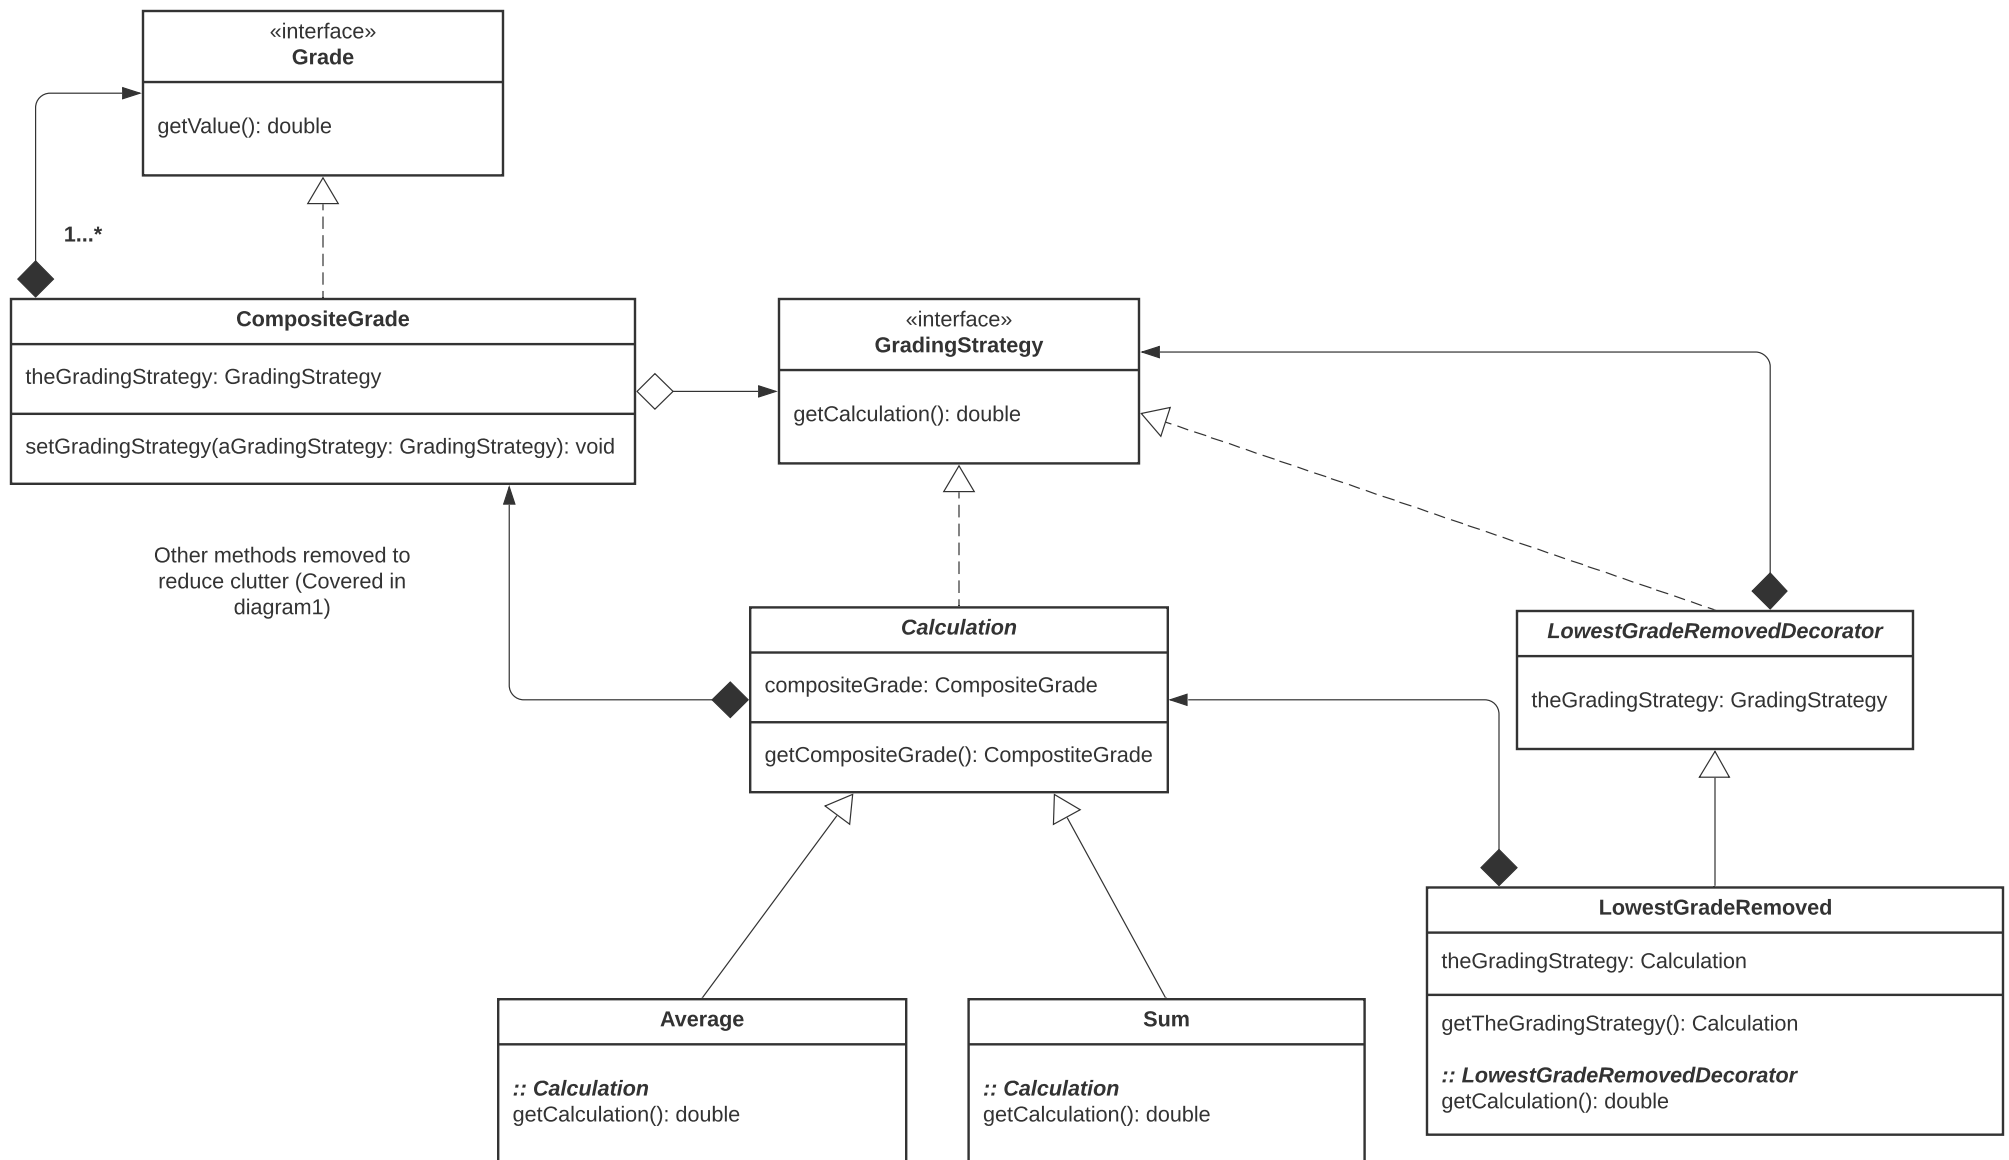 «interface»
Grade
getValue(): double
1...*
CompositeGrade
theGradingStrategy: GradingStrategy
setGradingStrategy(aGradingStrategy: GradingStrategy): void
«interface»
GradingStrategy
getCalculation(): double
Other methods removed to
reduce clutter (Covered in
diagram1)
Calculation
compositeGrade: CompositeGrade
getCompositeGrade(): CompostiteGrade
LowestGradeRemovedDecorator
theGradingStrategy: GradingStrategy
Average
:: Calculation
getCalculation(): double
Sum
:: Calculation
getCalculation(): double
LowestGradeRemoved
theGradingStrategy: Calculation
getTheGradingStrategy(): Calculation
:: LowestGradeRemovedDecorator
getCalculation(): double